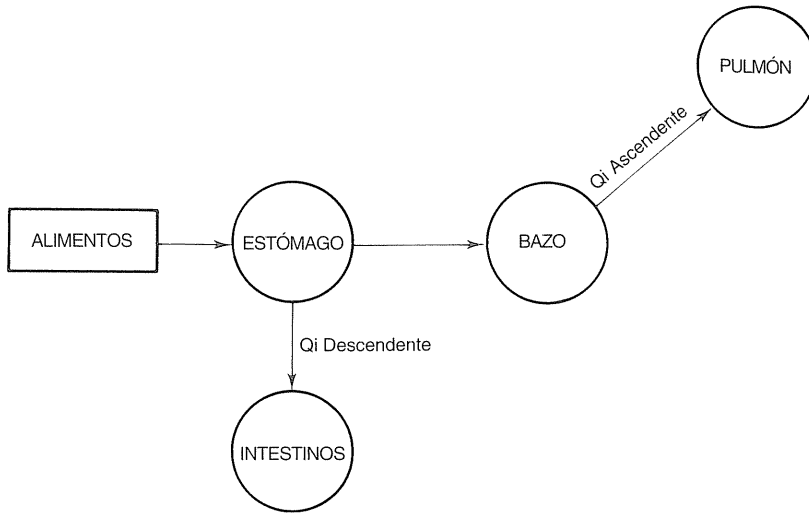 PULMÓN
Qi Ascendente
ALIMENTOS
ESTÓMAGO
BAZO
Qi Descendente
INTESTINOS